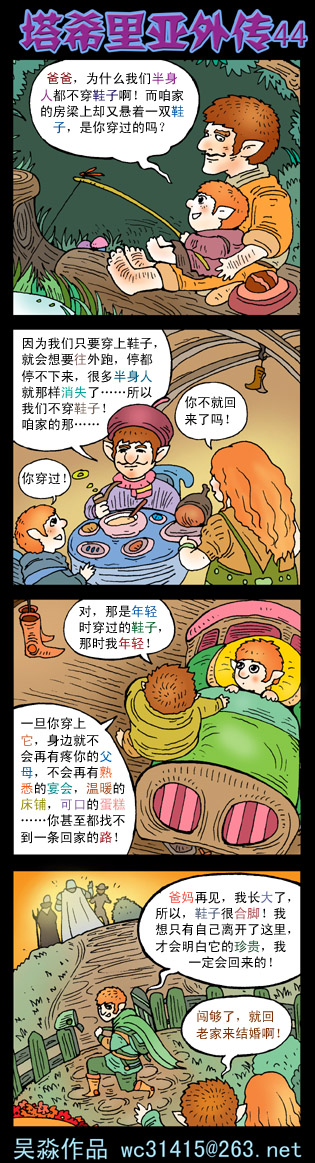 塔希里亚外传44
爸爸，为什么我们半身
人都不穿鞋子啊！而咱家
的房梁上却又悬着一双鞋
子，是你穿过的吗？
因为我们只要穿上鞋子，
就会想要往外跑，停都
停不下来，很多半身人
就那样消失了……所以
我们不穿鞋子！
咱家的那……
你不就回
来了吗！
你穿过！
对，那是年轻
时穿过的鞋子，
那时我年轻！
一旦你穿上
它，身边就不
会再有疼你的父
母，不会再有熟
悉的宴会，温暖的
床铺，可口的蛋糕
……你甚至都找不
到一条回家的路！
爸妈再见，我长大了，
所以，鞋子很合脚！我
想只有自己离开了这里，
才会明白它的珍贵，我
一定会回来的！
闯够了，就回
老家来结婚啊！
吴淼作品 wc31415@263.net